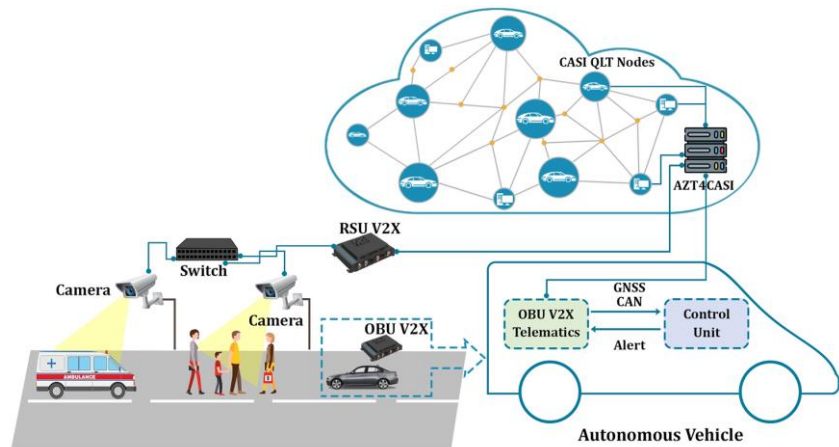 CASI QLT Nodes
AZT4CASI
RSU V2X
Switch
Camera
Camera
OBU V2X
GNSS
CAN
OBU V2X
Telematics
Control
Unit
Alert
AMBULANCE
Autonomous Vehicle